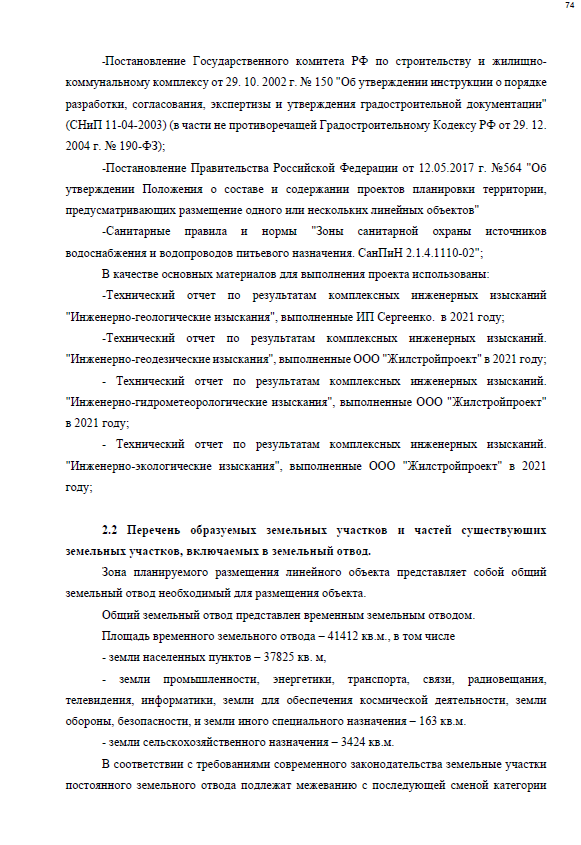 74
-Постановление Государственного комитета РФ по строительству и жилищно-
коммунальному комплексу от 29. 10. 2002 г. № 150 "Об утверждении инструкции о порядке
разработки, согласования, экспертизы и утверждения градостроительной документации"
(СНиП 11-04-2003) (в части не противоречащей Градостроительному Кодексу РФ от 29. 12.
2004 г. № 190-ФЗ);
-Постановление Правительства Российской Федерации от 12.05.2017 г. №564 "Об
утверждении Положения о составе и содержании проектов планировки территории,
предусматривающих размещение одного или нескольких линейных объектов"
-Санитарные правила и нормы "Зоны санитарной охраны источников
водоснабжения и водопроводов питьевого назначения. СанПиН 2.1.4.1110-02";
В качестве основных материалов для выполнения проекта использованы:
-Технический отчет по результатам комплексных инженерных изысканий
"Инженерно-геологические изыскания", выполненные ИП Сергеенко. в 2021 году;
-Технический отчет по результатам комплексных инженерных изысканий.
"Инженерно-геодезические изыскания", выполненные ООО "Жилстройпроект" в 2021 году;
- Технический отчет по результатам комплексных инженерных изысканий.
"Инженерно-гидрометеорологические изыскания", выполненные ООО "Жилстройпроект"
в 2021 году;
- Технический отчет по результатам комплексных инженерных изысканий.
"Инженерно-экологические изыскания", выполненные ООО "Жилстройпроект" в 2021
году;
2.2 Перечень образуемых земельных участков и частей существующих
земельных участков, включаемых в земельный отвод.
Зона планируемого размещения линейного объекта представляет собой общий
земельный отвод необходимый для размещения объекта.
Общий земельный отвод представлен временным земельным отводом.
Площадь временного земельного отвода – 41412 кв.м., в том числе
- земли населенных пунктов – 37825 кв. м,
- земли промышленности, энергетики, транспорта, связи, радиовещания,
телевидения, информатики, земли для обеспечения космической деятельности, земли
обороны, безопасности, и земли иного специального назначения – 163 кв.м.
- земли сельскохозяйственного назначения – 3424 кв.м.
В соответствии с требованиями современного законодательства земельные участки
постоянного земельного отвода подлежат межеванию с последующей сменой категории